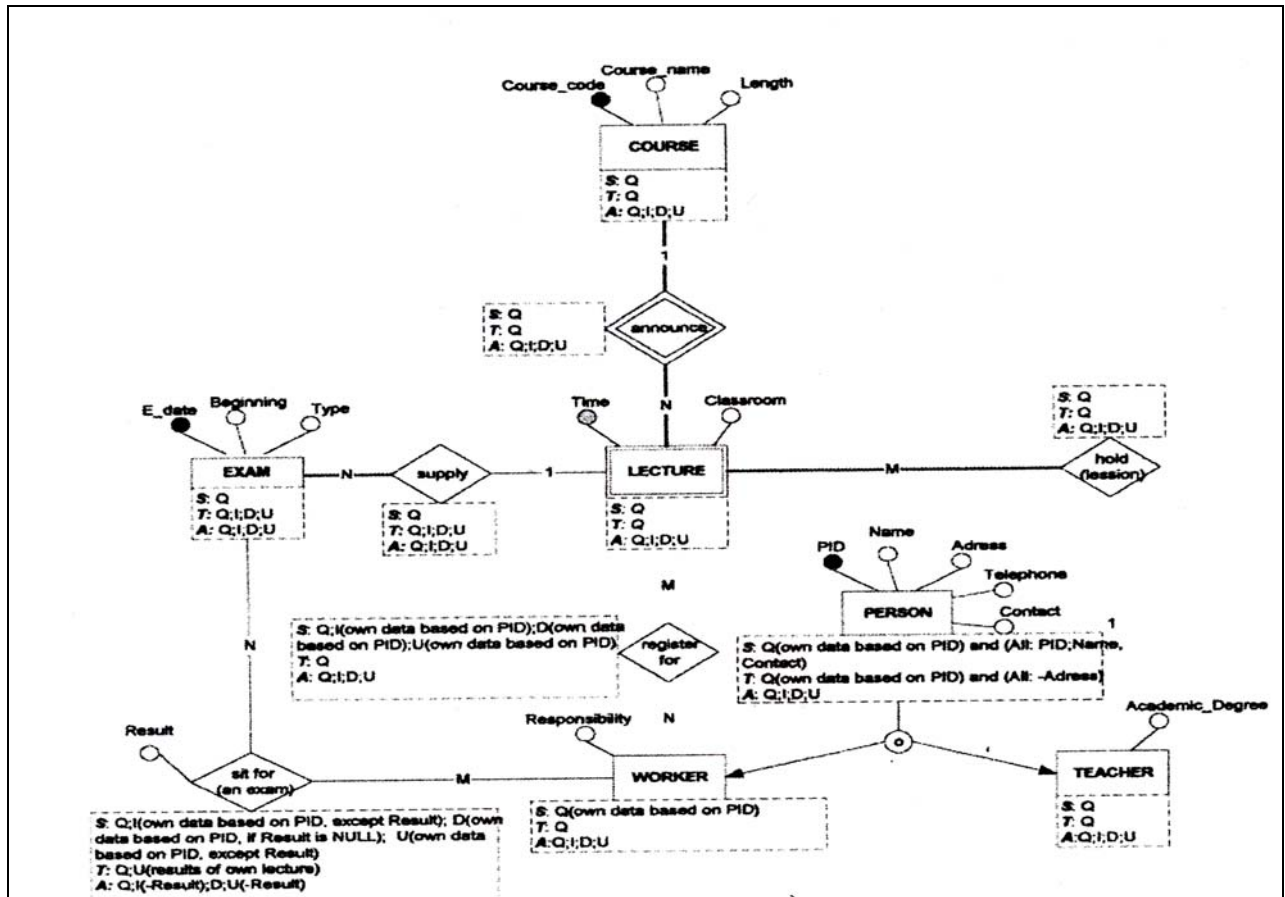 Course_code
Course_name
Length
COURSE
S: Q
T: Q
A: Q;I;D;U
1
S: Q
T: Q
A: Q;I;D;U
announce
N
E_date
Beginning
Type
Time
Classroom
S: Q
T: Q
A: Q;I;D;U
EXAM
N
supply
1
LECTURE
M
hold
(lession)
S: Q
T: Q;I;D;U
A: Q;I;D;U
S: Q
T: Q;I;D;U
A: Q;I;D;U
S: Q
T: Q
A: Q;I;D;U
PID
Name
Adress
Telephone
Contact
M
PERSON
1
N
S: Q;I(own data based on PID);D(own data
based on PID);U(own data based on PID)
T: Q
A: Q;I;D;U
register
for
S: Q(own data based on PID) and (All: PID;Name,
Contact)
T: Q(own data based on PID) and (All: -Adress)
A: Q;I;D;U
Result
Responsibility
N
o
Academic_Degree
sit for
(an exam)
M
WORKER
TEACHER
S: Q;I(own data based on PID, except Result); D(own
data based on PID, if Result is NULL); U(own data
based on PID, except Result)
T: Q;U(results of own lecture)
A: Q;I(-Result);D;U(-Result)
S: Q(own data based on PID)
T: Q
A:Q;I;D;U
S: Q
T: Q
A:Q;I;D;U